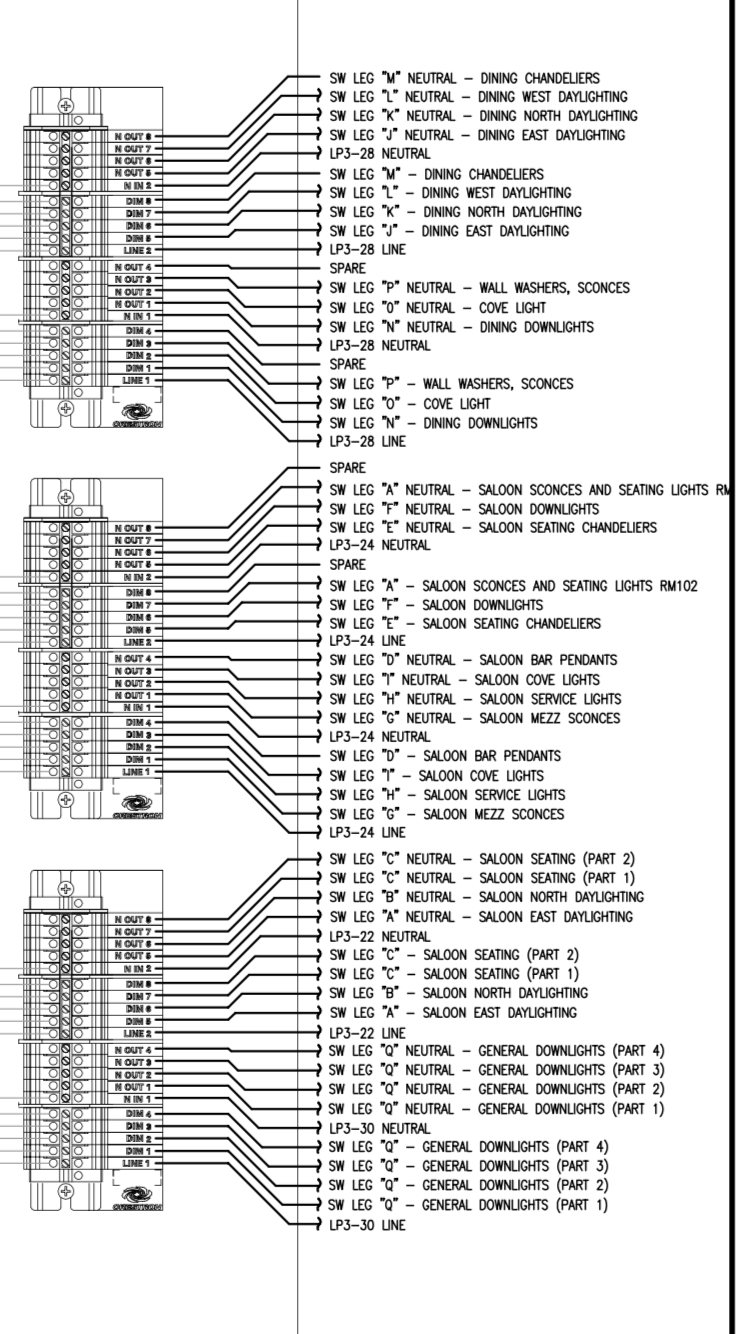 N OUT 8
N OUT 7
N OUT 6
N OUT 5
N IN 2
DIM 8
DIM 7
DIM 6
DIM 5
LINE 2
N OUT 4
N OUT 3
N OUT 2
N OUT 1
N IN 1
DIM 4
DIM 3
DIM 2
DIM 1
LINE 1
CRESTRON
SW LEG "M" NEUTRAL – DINING CHANDELIERS
SW LEG "L" NEUTRAL – DINING WEST DAYLIGHTING
SW LEG "K" NEUTRAL – DINING NORTH DAYLIGHTING
SW LEG "J" NEUTRAL – DINING EAST DAYLIGHTING
LP3–28 NEUTRAL
SW LEG "M" – DINING CHANDELIERS
SW LEG "L" – DINING WEST DAYLIGHTING
SW LEG "K" – DINING NORTH DAYLIGHTING
SW LEG "J" – DINING EAST DAYLIGHTING
LP3–28 LINE
SPARE
SW LEG "P" NEUTRAL – WALL WASHERS, SCONCES
SW LEG "O" NEUTRAL – COVE LIGHT
SW LEG "N" NEUTRAL – DINING DOWNLIGHTS
LP3–28 NEUTRAL
SPARE
SW LEG "P" – WALL WASHERS, SCONCES
SW LEG "O" – COVE LIGHT
SW LEG "N" – DINING DOWNLIGHTS
LP3–28 LINE
N OUT 8
N OUT 7
N OUT 6
N OUT 5
N IN 2
DIM 8
DIM 7
DIM 6
DIM 5
LINE 2
N OUT 4
N OUT 3
N OUT 2
N OUT 1
N IN 1
DIM 4
DIM 3
DIM 2
DIM 1
LINE 1
CRESTRON
SPARE
SW LEG "A" NEUTRAL – SALOON SCONCES AND SEATING LIGHTS RM
SW LEG "F" NEUTRAL – SALOON DOWNLIGHTS
SW LEG "E" NEUTRAL – SALOON SEATING CHANDELIERS
LP3–24 NEUTRAL
SPARE
SW LEG "A" – SALOON SCONCES AND SEATING LIGHTS RM102
SW LEG "F" – SALOON DOWNLIGHTS
SW LEG "E" – SALOON SEATING CHANDELIERS
LP3–24 LINE
SW LEG "D" NEUTRAL – SALOON BAR PENDANTS
SW LEG "I" NEUTRAL – SALOON COVE LIGHTS
SW LEG "H" NEUTRAL – SALOON SERVICE LIGHTS
SW LEG "G" NEUTRAL – SALOON MEZZ SCONCES
LP3–24 NEUTRAL
SW LEG "D" – SALOON BAR PENDANTS
SW LEG "I" – SALOON COVE LIGHTS
SW LEG "H" – SALOON SERVICE LIGHTS
SW LEG "G" – SALOON MEZZ SCONCES
LP3–24 LINE
N OUT 8
N OUT 7
N OUT 6
N OUT 5
N IN 2
DIM 8
DIM 7
DIM 6
DIM 5
LINE 2
N OUT 4
N OUT 3
N OUT 2
N OUT 1
N IN 1
DIM 4
DIM 3
DIM 2
DIM 1
LINE 1
CRESTRON
SW LEG "C" NEUTRAL – SALOON SEATING (PART 2)
SW LEG "C" NEUTRAL – SALOON SEATING (PART 1)
SW LEG "B" NEUTRAL – SALOON NORTH DAYLIGHTING
SW LEG "A" NEUTRAL – SALOON EAST DAYLIGHTING
LP3–22 NEUTRAL
SW LEG "C" – SALOON SEATING (PART 2)
SW LEG "C" – SALOON SEATING (PART 1)
SW LEG "B" – SALOON NORTH DAYLIGHTING
SW LEG "A" – SALOON EAST DAYLIGHTING
LP3–22 LINE
SW LEG "Q" NEUTRAL – GENERAL DOWNLIGHTS (PART 4)
SW LEG "Q" NEUTRAL – GENERAL DOWNLIGHTS (PART 3)
SW LEG "Q" NEUTRAL – GENERAL DOWNLIGHTS (PART 2)
SW LEG "Q" NEUTRAL – GENERAL DOWNLIGHTS (PART 1)
LP3–30 NEUTRAL
SW LEG "Q" – GENERAL DOWNLIGHTS (PART 4)
SW LEG "Q" – GENERAL DOWNLIGHTS (PART 3)
SW LEG "Q" – GENERAL DOWNLIGHTS (PART 2)
SW LEG "Q" – GENERAL DOWNLIGHTS (PART 1)
LP3–30 LINE